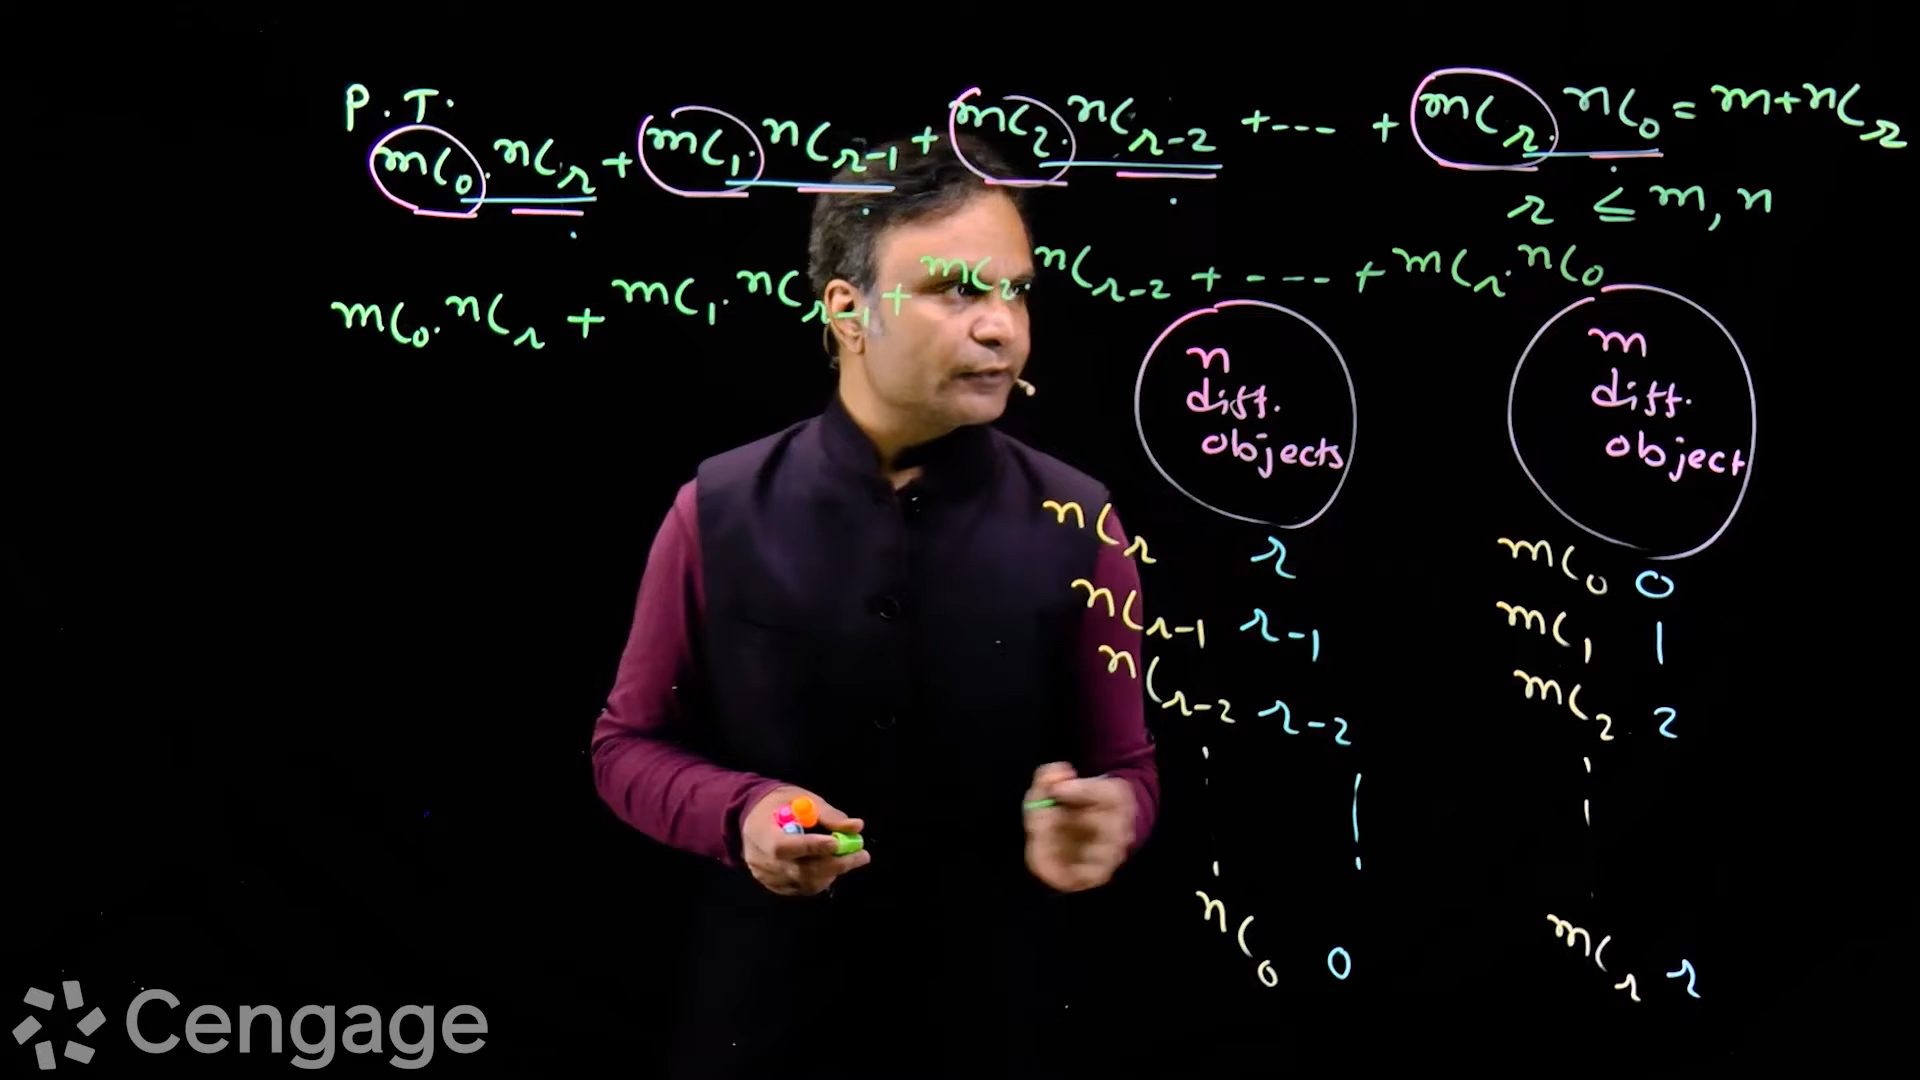 P.T.
mC₀.nCᵣ + mC₁.nCᵣ₋₁ + mC₂.nCᵣ₋₂ +---- + mCᵣ.nC₀ = m+nCᵣ
r ≤ m, n
mC₀.nCᵣ + mC₁.nCᵣ₋₁ + mC₂.nCᵣ₋₂ + ---- + mCᵣ.nC₀
n
diff.
objects
m
diff.
object
nCᵣ r mC₀ 0
nCᵣ₋₁ r-1 mC₁ 1
nCᵣ₋₂ r-2 mC₂ 2
nC₀ 0 mCᵣ r
Cengage